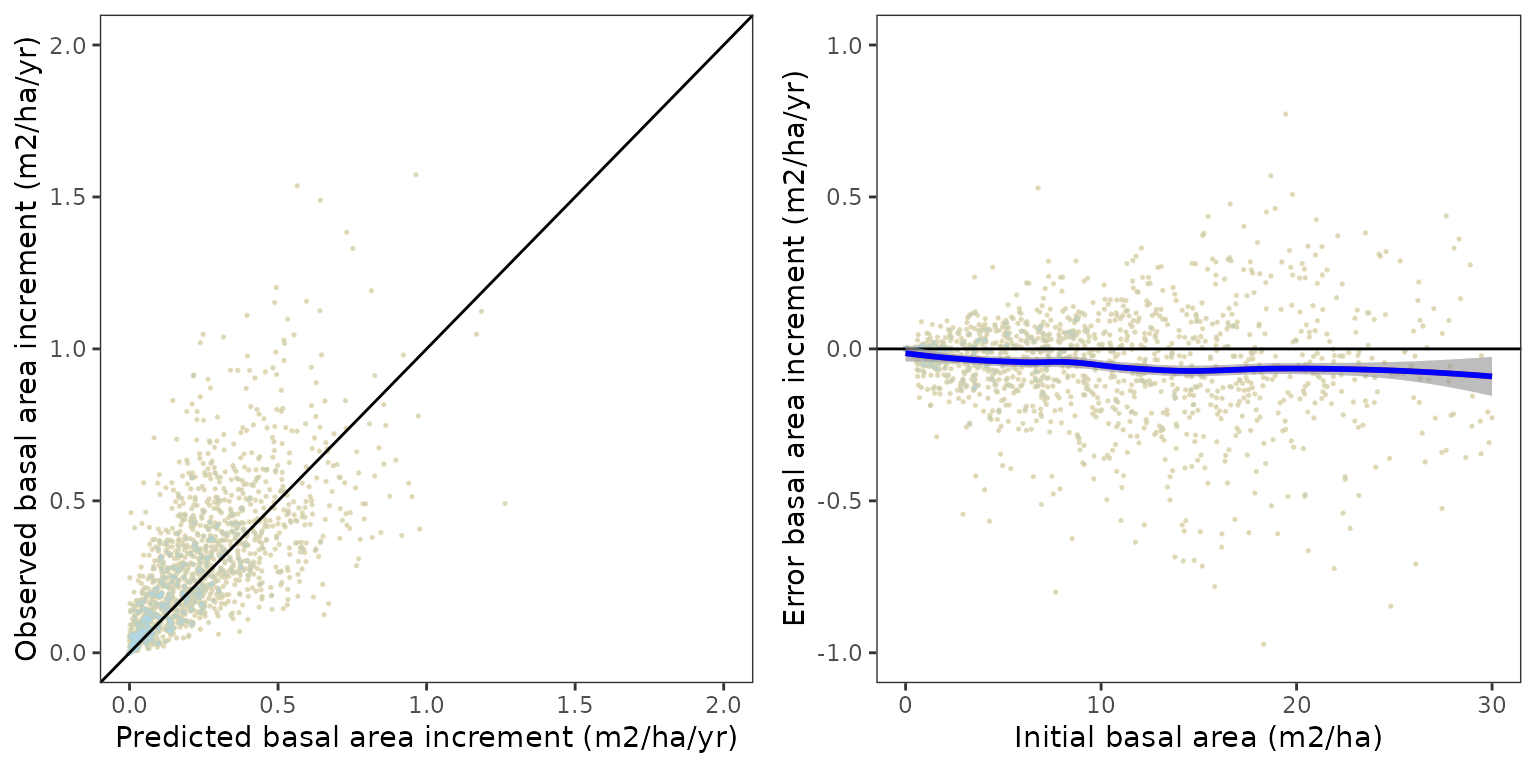 Observed basal area increment (m2/ha/yr)
2.0
1.5
1.0
0.5
0.0
0.0 0.5 1.0 1.5 2.0
Predicted basal area increment (m2/ha/yr)
Error basal area increment (m2/ha/yr)
1.0
0.5
0.0
-0.5
-1.0
0 10 20 30
Initial basal area (m2/ha)